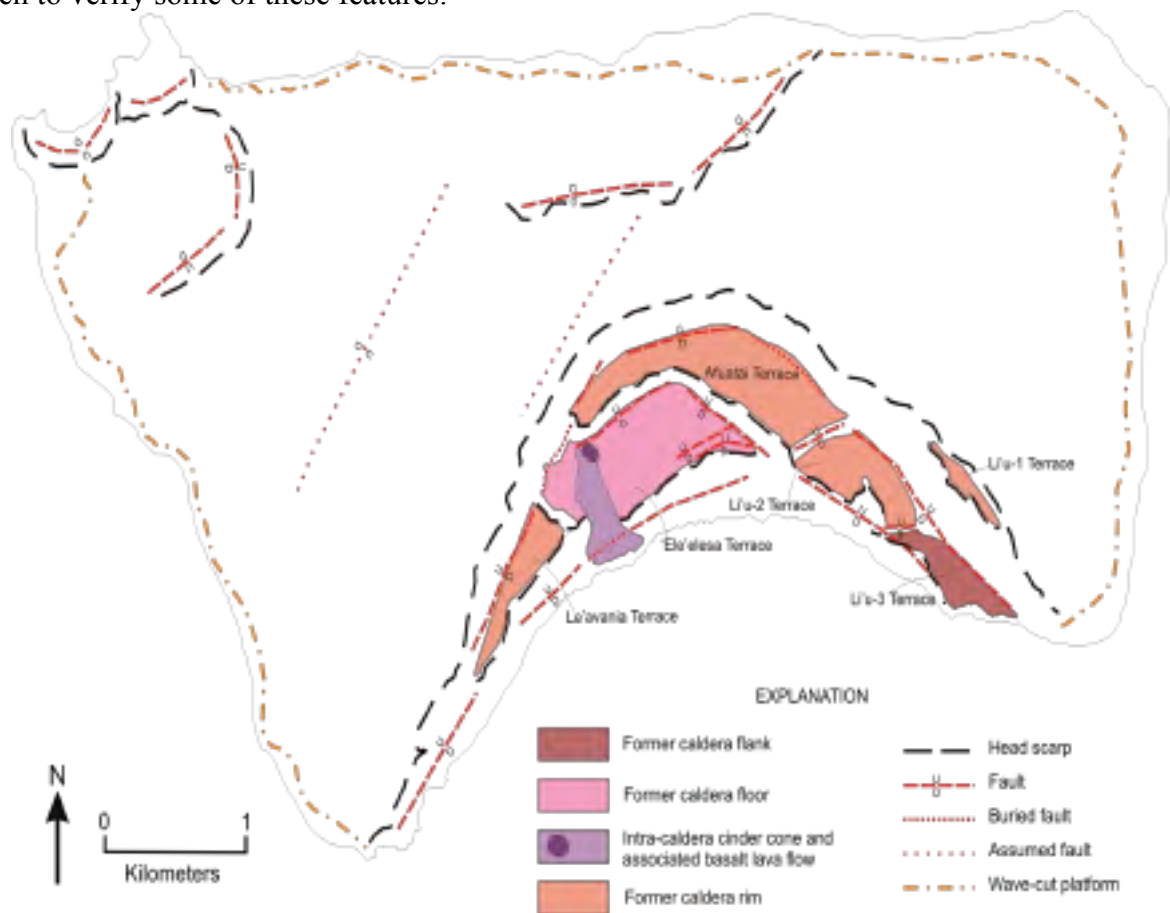 to verify some of these features.
Afuatai Terrace
Li'u-1 Terrace
Li'u-2 Terrace
Ele'elesa Terrace
Li'u-3 Terrace
Le'avania Terrace
EXPLANATION
Former caldera flank
Former caldera floor
Intra-caldera cinder cone and
associated basalt lava flow
Former caldera rim
Head scarp
Fault
Buried fault
Assumed fault
Wave-cut platform
N
0 1
Kilometers